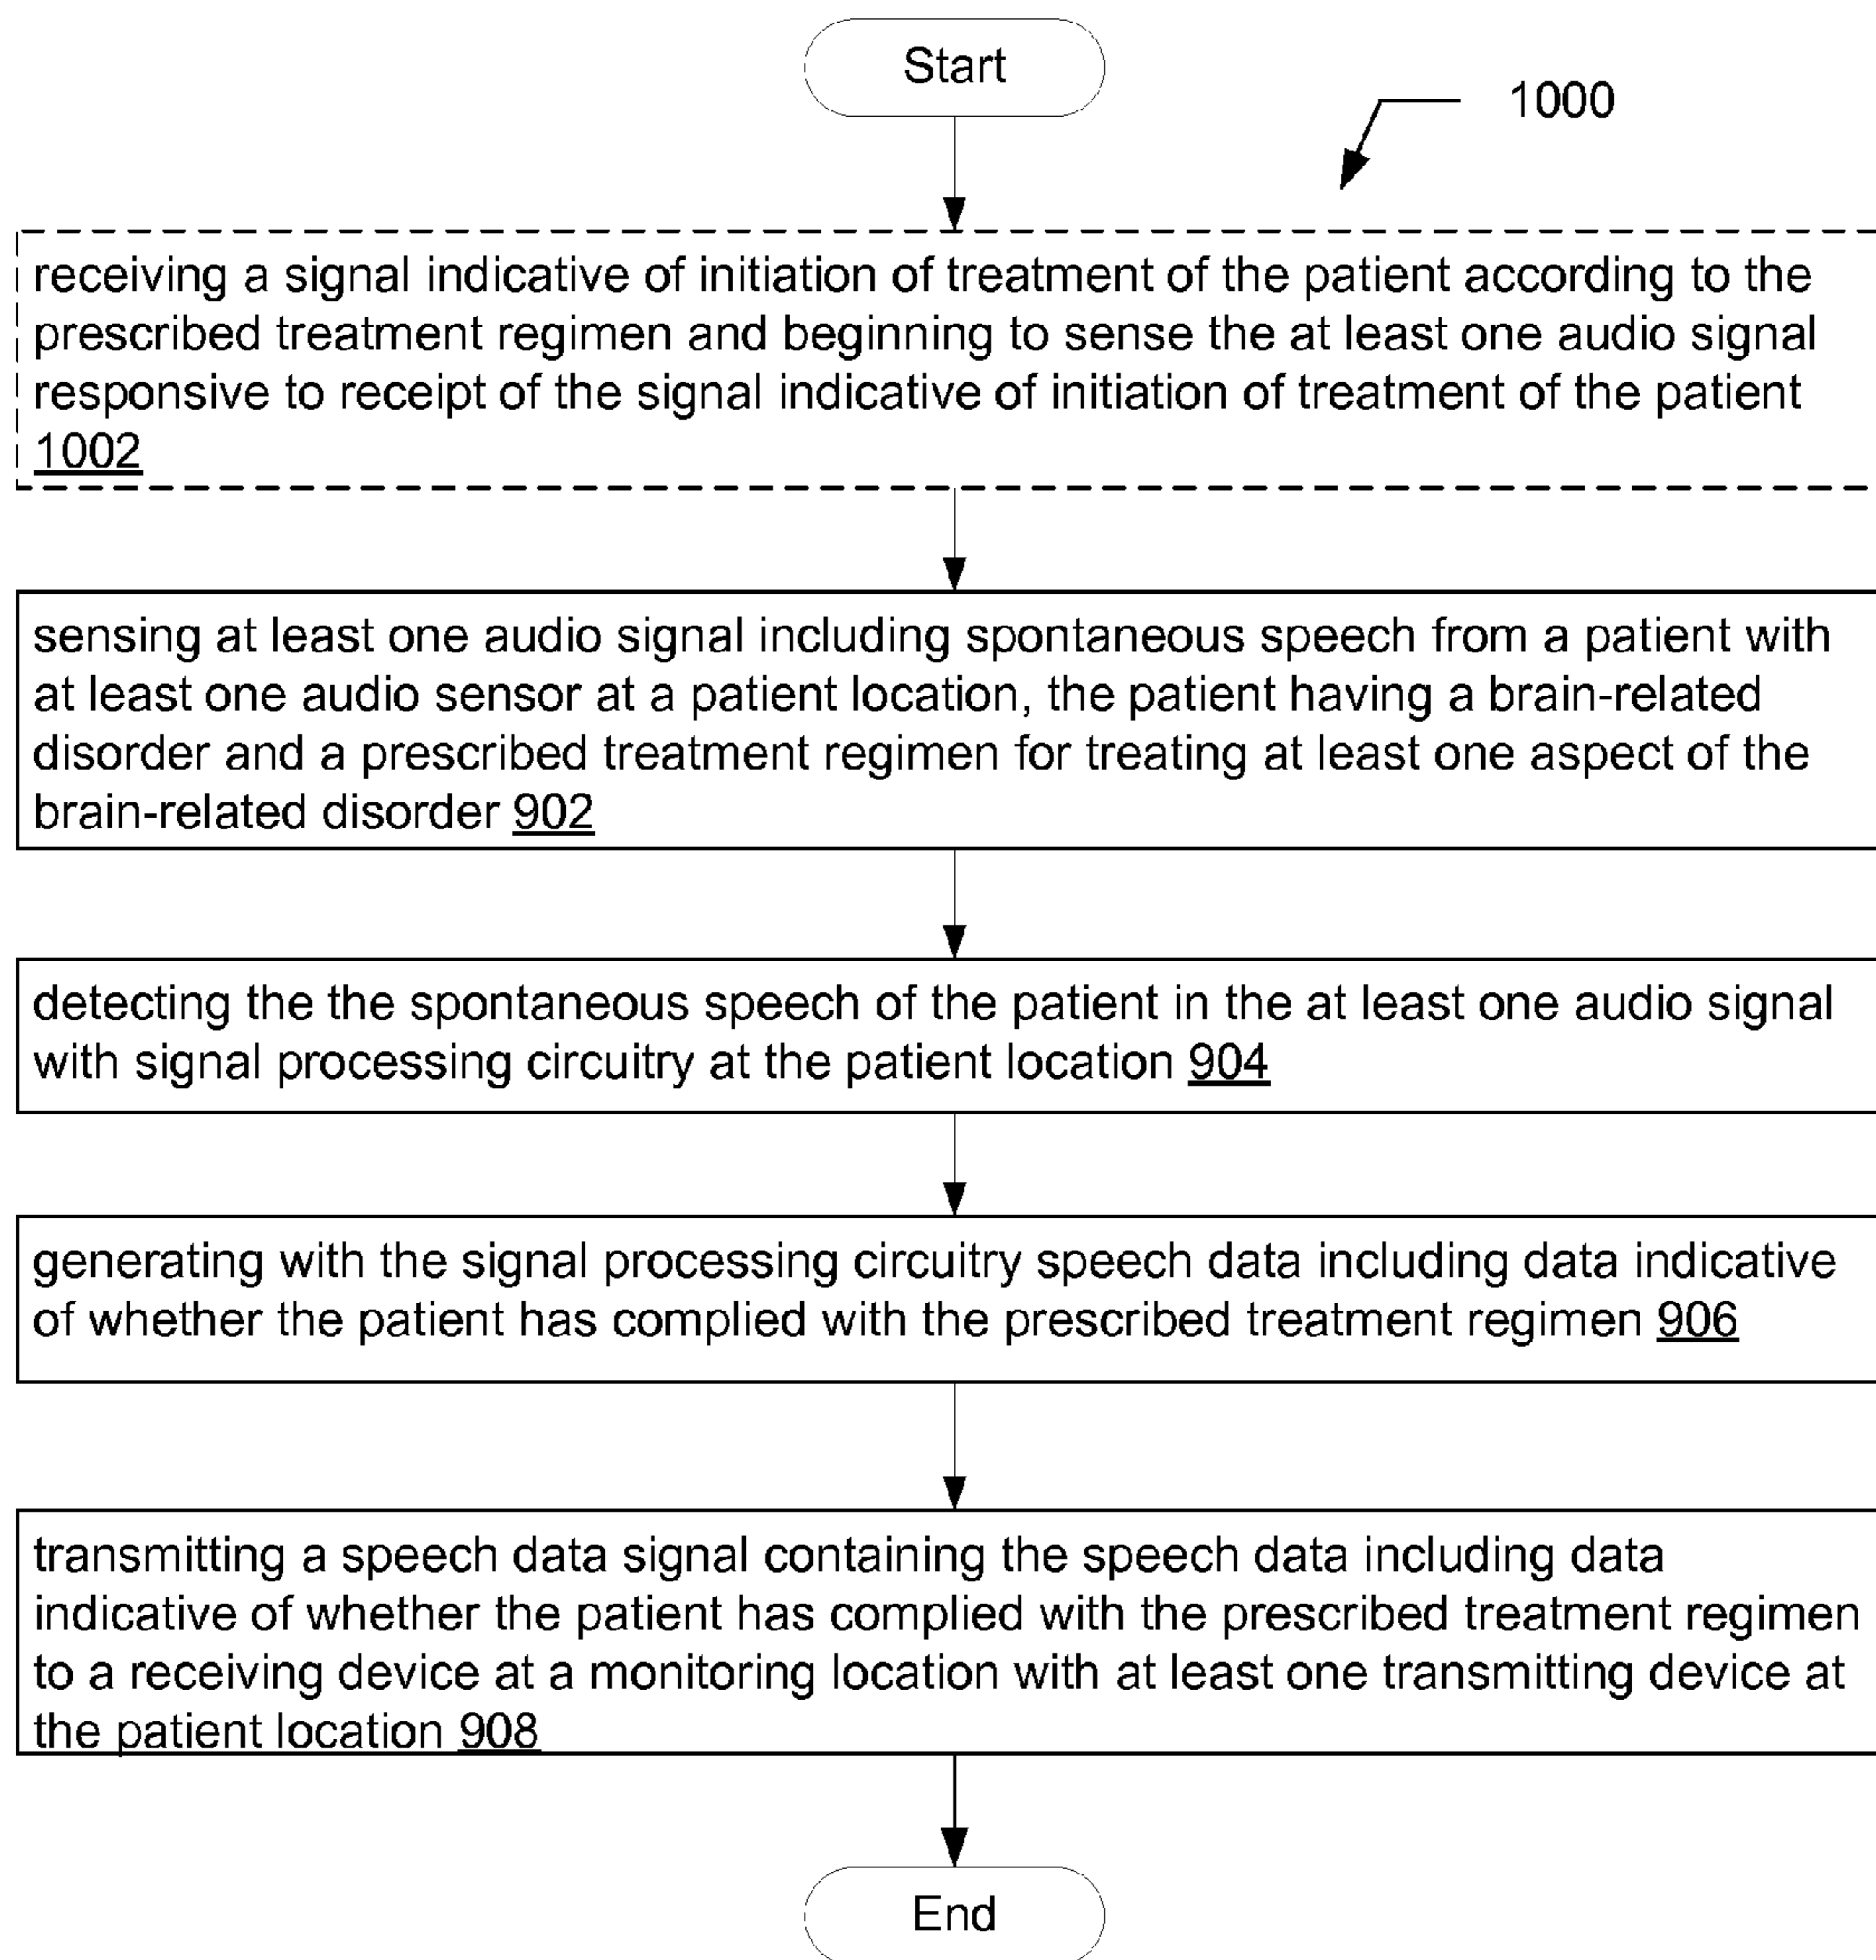 Start
1000
receiving a signal indicative of initiation of treatment of the patient according to the
prescribed treatment regimen and beginning to sense the at least one audio signal
responsive to receipt of the signal indicative of initiation of treatment of the patient
1002
sensing at least one audio signal including spontaneous speech from a patient with
at least one audio sensor at a patient location, the patient having a brain-related
disorder and a prescribed treatment regimen for treating at least one aspect of the
brain-related disorder 902
detecting the the spontaneous speech of the patient in the at least one audio signal
with signal processing circuitry at the patient location 904
generating with the signal processing circuitry speech data including data indicative
of whether the patient has complied with the prescribed treatment regimen 906
transmitting a speech data signal containing the speech data including data
indicative of whether the patient has complied with the prescribed treatment regimen
to a receiving device at a monitoring location with at least one transmitting device at
the patient location 908
End